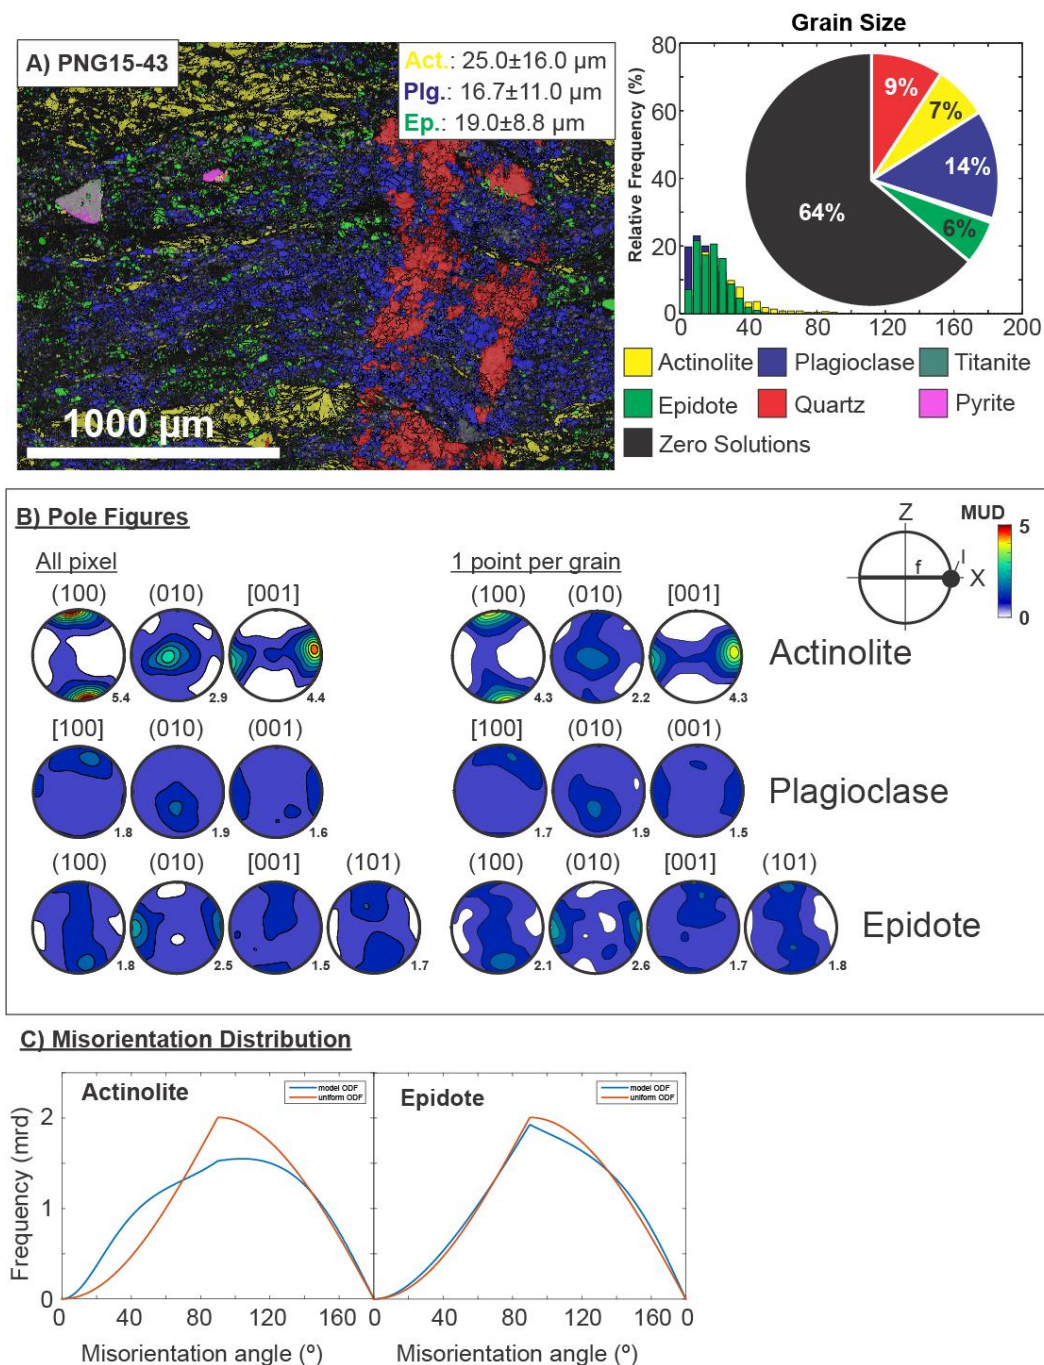 A) PNG15-43
Act.: 25.0±16.0 µm
Plg.: 16.7±11.0 µm
Ep.: 19.0±8.8 µm
1000 µm
Grain Size
Relative Frequency (%)
80
60
40
20
0
0 40 80 120 160 200
9%
7%
14%
6%
64%
Actinolite Plagioclase Titanite
Epidote Quartz Pyrite
Zero Solutions
B) Pole Figures
Z
f
l
X
MUD
5
0
All pixel
1 point per grain
(100) (010) [001] (100) (010) [001]
Actinolite
5.4 2.9 4.4 4.3 2.2 4.3
[100] (010) (001) [100] (010) (001)
Plagioclase
1.8 1.9 1.6 1.7 1.9 1.5
(100) (010) [001] (101) (100) (010) [001] (101)
Epidote
1.8 2.5 1.5 1.7 2.1 2.6 1.7 1.8
C) Misorientation Distribution
Frequency (mrd)
2
1
0
Actinolite
model ODF
uniform ODF
Epidote
model ODF
uniform ODF
0 40 80 120 160 0 40 80 120 160 0
Misorientation angle (º) Misorientation angle (º)